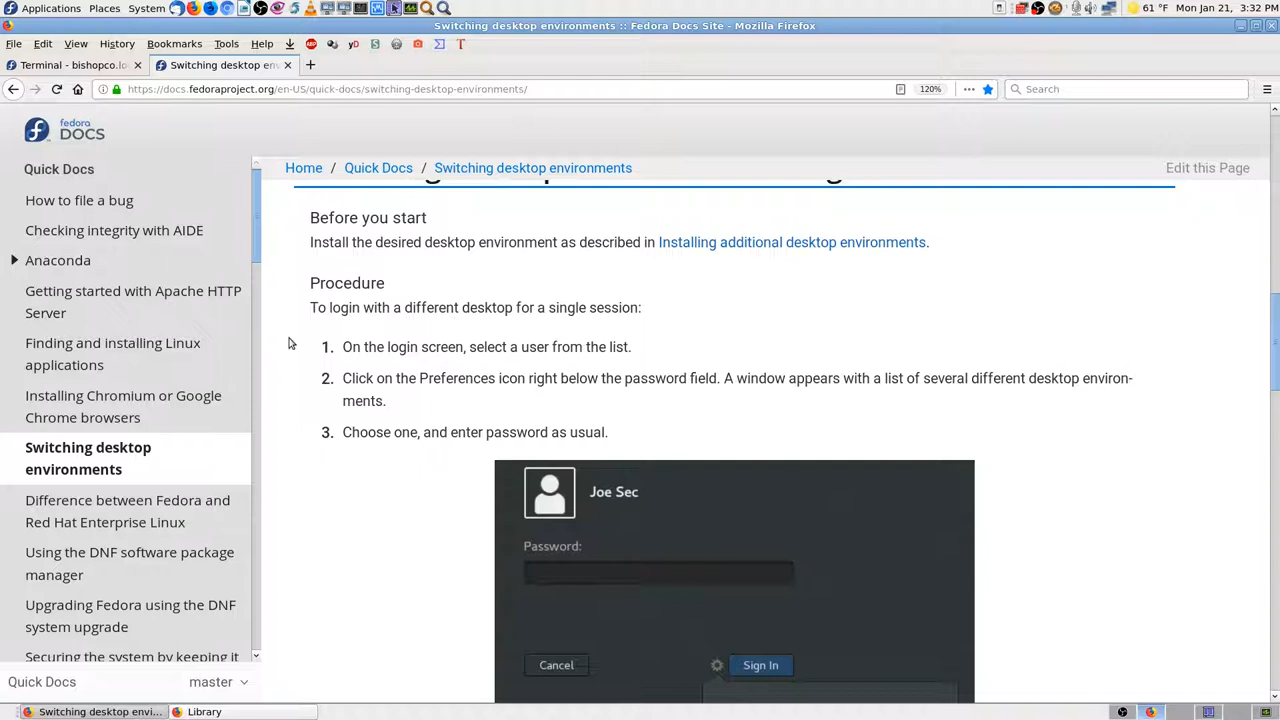 Applications Places System
61 °F Mon Jan 21, 3:32 PM
Switching desktop environments :: Fedora Docs Site - Mozilla Firefox
File Edit View History Bookmarks Tools Help
Terminal - bishopco.lo
Switching desktop en
https://docs.fedoraproject.org/en-US/quick-docs/switching-desktop-environments/
120%
Search
fedora
DOCS
Quick Docs
How to file a bug
Checking integrity with AIDE
Anaconda
Getting started with Apache HTTP
Server
Finding and installing Linux
applications
Installing Chromium or Google
Chrome browsers
Switching desktop
environments
Difference between Fedora and
Red Hat Enterprise Linux
Using the DNF software package
manager
Upgrading Fedora using the DNF
system upgrade
Securing the system by keeping it
Quick Docs master
Home / Quick Docs / Switching desktop environments
Edit this Page
Before you start
Install the desired desktop environment as described in Installing additional desktop environments.
Procedure
To login with a different desktop for a single session:
1. On the login screen, select a user from the list.
2. Click on the Preferences icon right below the password field. A window appears with a list of several different desktop environ-
ments.
3. Choose one, and enter password as usual.
Joe Sec
Password:
Cancel
Sign In
Switching desktop envi...
Library